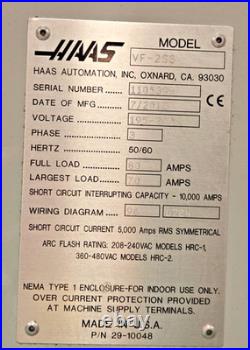 HAAS
MODEL
VF-2SS
HAAS AUTOMATION, INC, OXNARD, CA. 93030
SERIAL NUMBER
DATE OF MFG
VOLTAGE
PHASE 3
HERTZ 50/60
FULL LOAD AMPS
LARGEST LOAD AMPS
SHORT CIRCUIT INTERRUPTING CAPACITY - 10,000 AMPS
WIRING DIAGRAM
SHORT CIRCUIT CURRENT 5,000 AMPS RMS SYMMETRICAL
ARC FLASH RATING: 208-240VAC MODELS HRC-1,
360-480VAC MODELS HRC-2.
NEMA TYPE 1 ENCLOSURE-FOR INDOOR USE ONLY.
OVER CURRENT PROTECTION PROVIDED
AT MACHINE SUPPLY TERMINALS.
MADE IN U.S.A.
P/N 29-10048